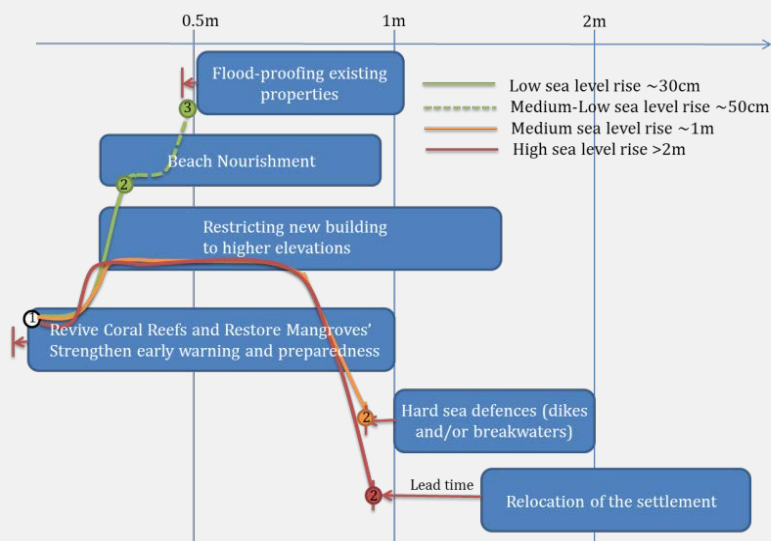 0.5m
1m
2m
Flood-proofing existing
properties
Low sea level rise ~30cm
Medium-Low sea level rise ~50cm
Medium sea level rise ~1m
High sea level rise >2m
3
Beach Nourishment
2
Restricting new building
to higher elevations
1
Revive Coral Reefs and Restore Mangroves’
Strengthen early warning and preparedness
2
Hard sea defences (dikes
and/or breakwaters)
2
Lead time
Relocation of the settlement